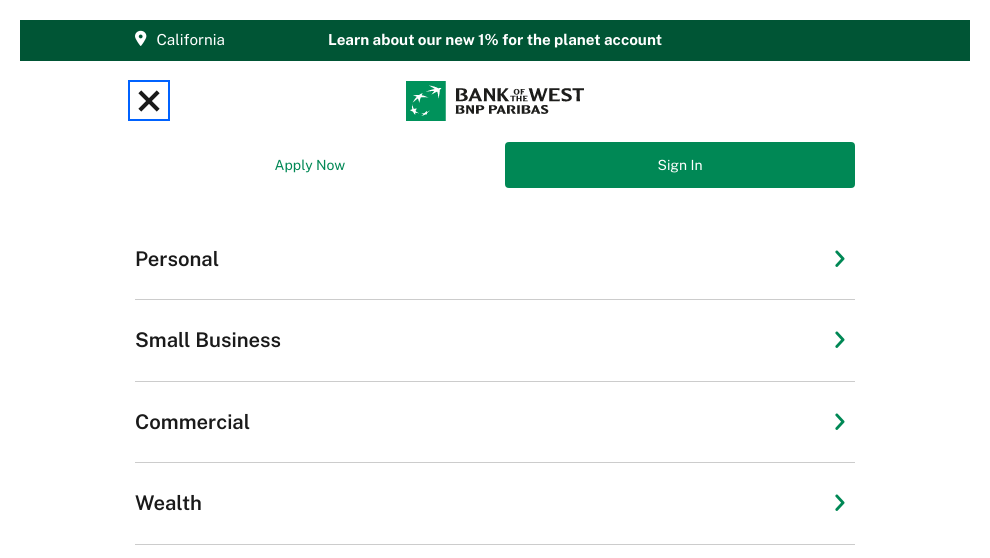 California
Learn about our new 1% for the planet account
BANK OF THE WEST
BNP PARIBAS
Apply Now
Sign In
Personal
Small Business
Commercial
Wealth